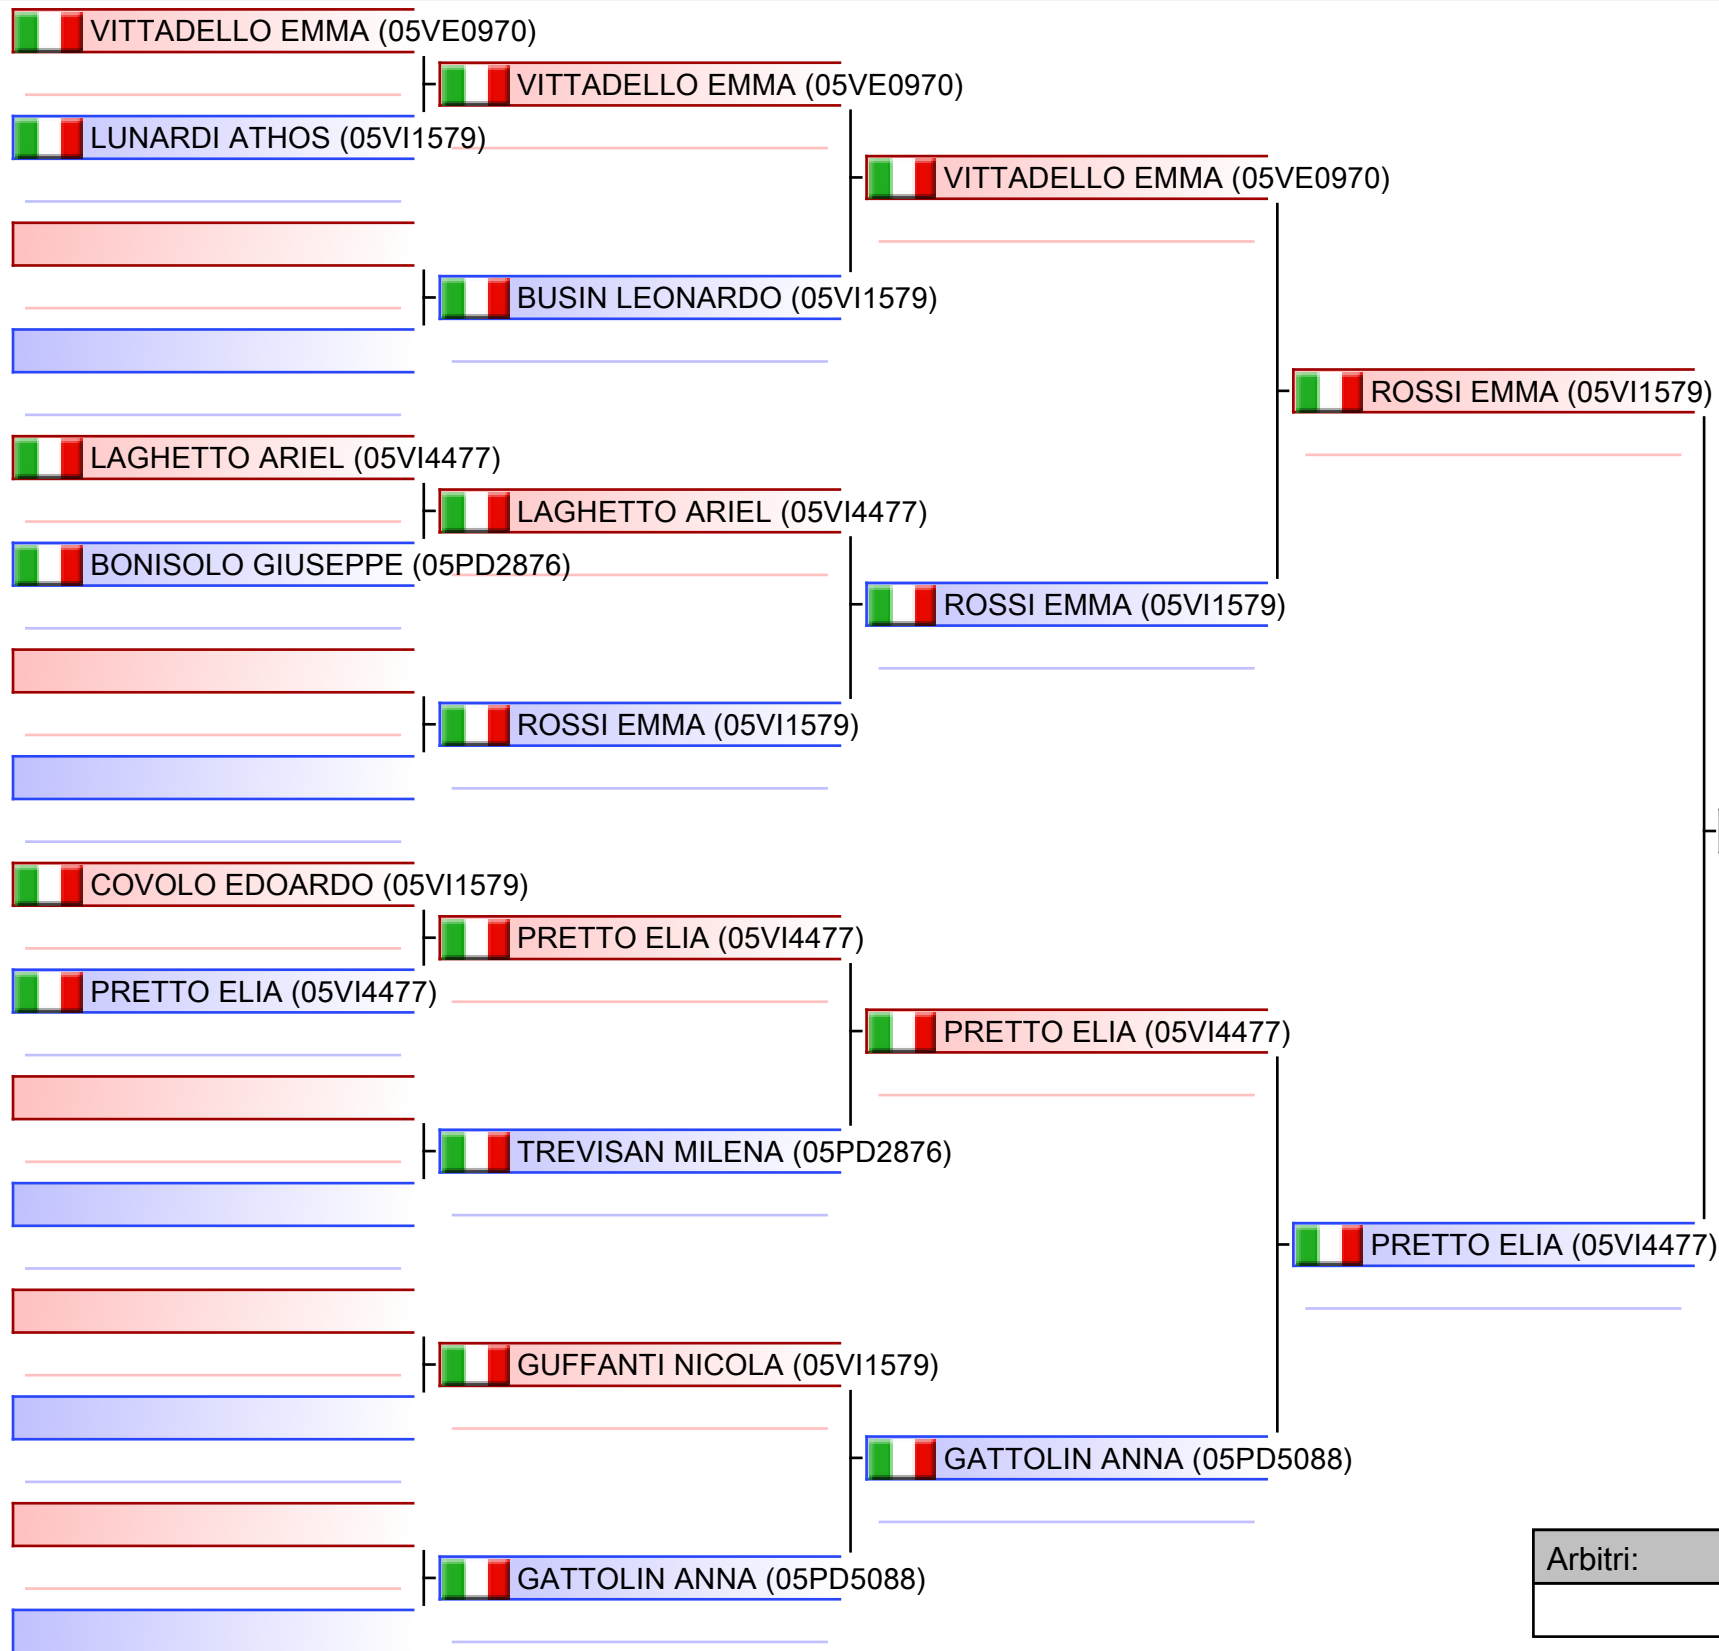 VITTADELLO EMMA (05VE0970)
VITTADELLO EMMA (05VE0970)
LUNARDI ATHOS (05VI1579)
VITTADELLO EMMA (05VE0970)
BUSIN LEONARDO (05VI1579)
ROSSI EMMA (05VI1579)
LAGHETTO ARIEL (05VI4477)
LAGHETTO ARIEL (05VI4477)
BONISOLO GIUSEPPE (05PD2876)
ROSSI EMMA (05VI1579)
ROSSI EMMA (05VI1579)
COVOLO EDOARDO (05VI1579)
PRETTO ELIA (05VI4477)
PRETTO ELIA (05VI4477)
PRETTO ELIA (05VI4477)
TREVISAN MILENA (05PD2876)
PRETTO ELIA (05VI4477)
GUFFANTI NICOLA (05VI1579)
GATTOLIN ANNA (05PD5088)
Arbitri:
GATTOLIN ANNA (05PD5088)